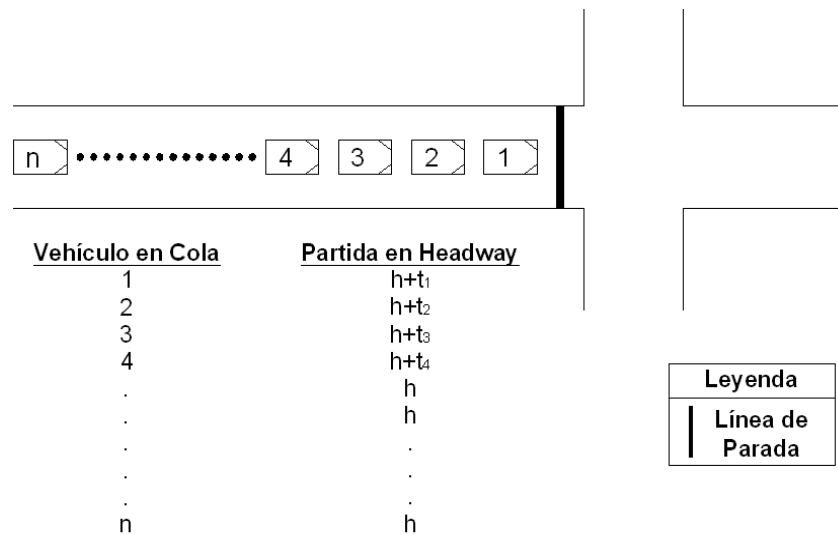 n 4 3 2 1
Vehículo en Cola Partida en Headway
1 h+t1
2 h+t2
3 h+t3
4 h+t4
. h
. h
. .
. .
. .
n h
Leyenda
Línea de
Parada